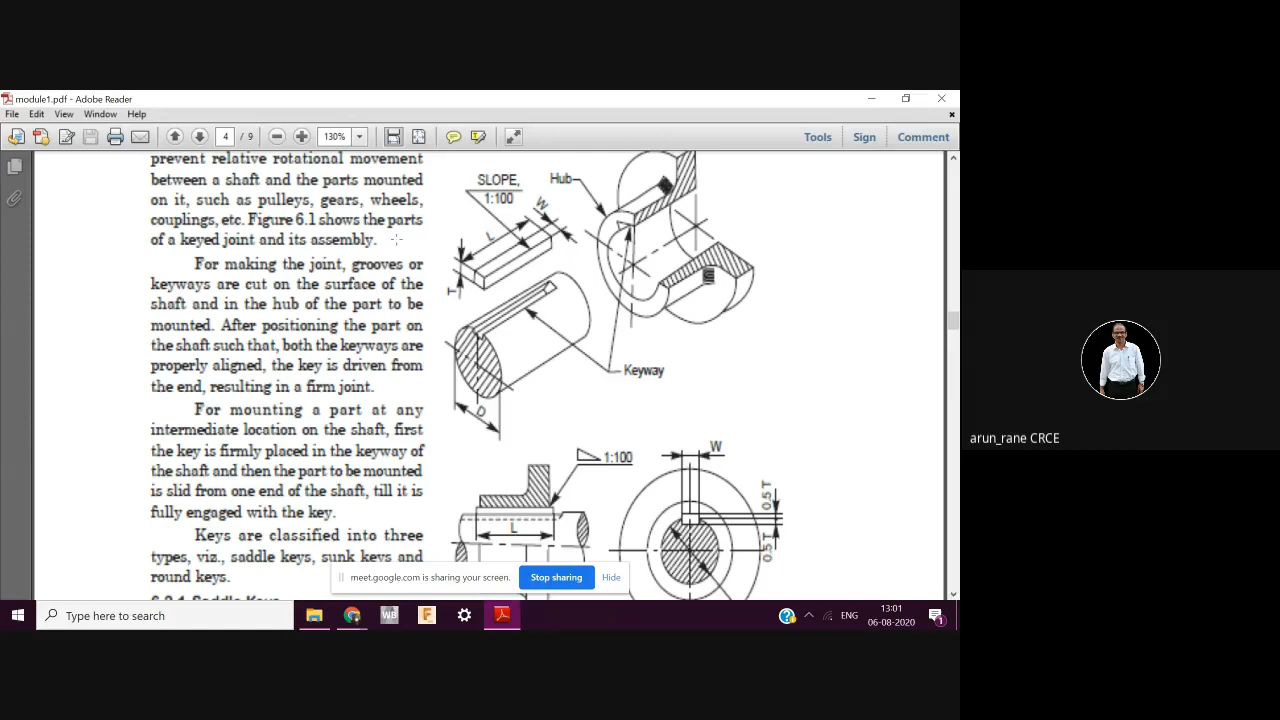 module1.pdf - Adobe Reader
File Edit View Window Help
4 / 9
130%
Tools Sign Comment
prevent relative rotational movement
between a shaft and the parts mounted
on it, such as pulleys, gears, wheels,
couplings, etc. Figure 6.1 shows the parts
of a keyed joint and its assembly.
For making the joint, grooves or
keyways are cut on the surface of the
shaft and in the hub of the part to be
mounted. After positioning the part on
the shaft such that, both the keyways are
properly aligned, the key is driven from
the end, resulting in a firm joint.
For mounting a part at any
intermediate location on the shaft, first
the key is firmly placed in the keyway of
the shaft and then the part to be mounted
is slid from one end of the shaft, till it is
fully engaged with the key.
Keys are classified into three
types, viz., saddle keys, sunk keys and
round keys.
6.2.1 Saddle Keys
SLOPE,
1:100
Hub
W
L
T
Keyway
D
1:100
L
W
0.5 T
0.5 T
meet.google.com is sharing your screen.
Stop sharing
Hide
Type here to search
WB
F
ENG
13:01
06-08-2020
1
arun_rane CRCE